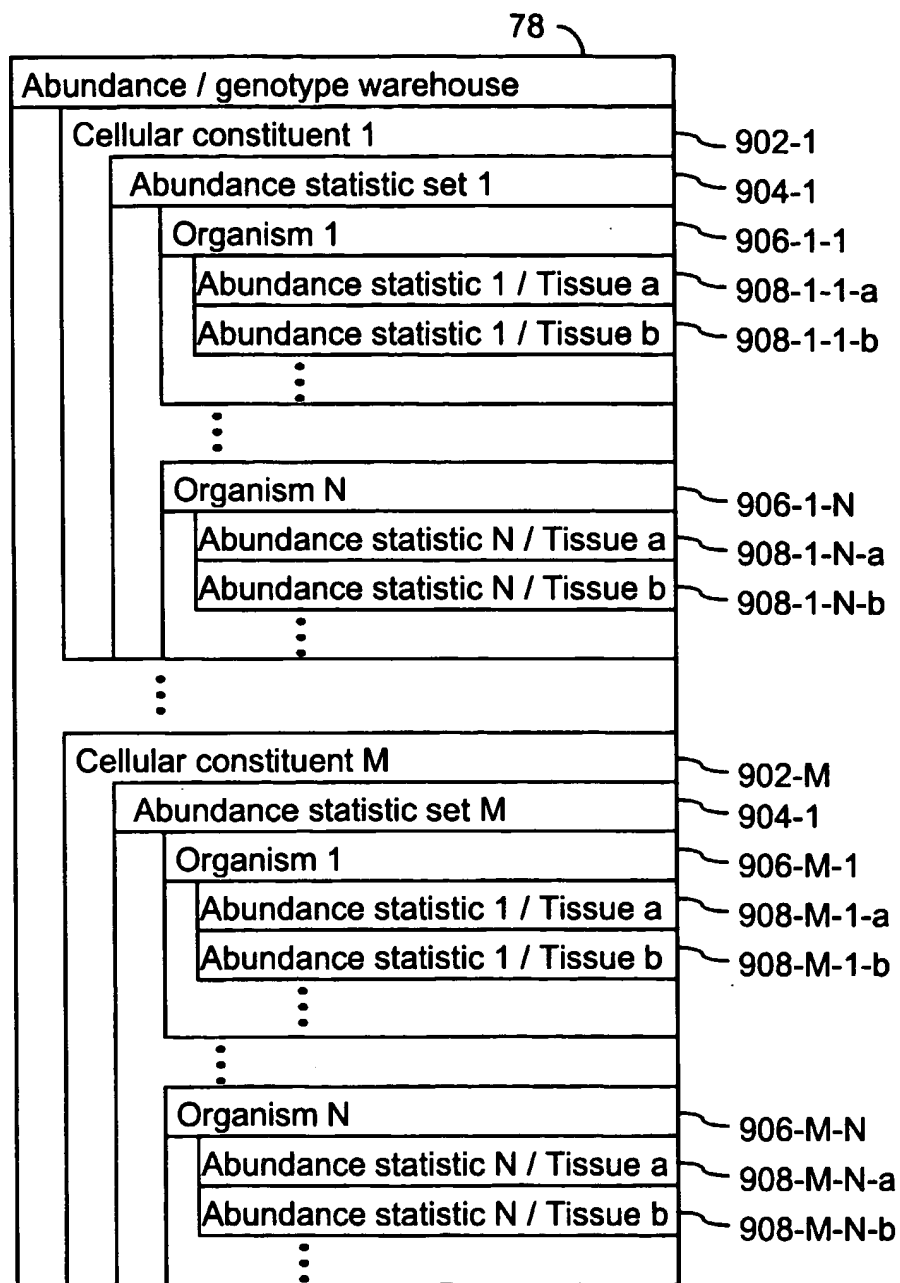 78
Abundance / genotype warehouse
Cellular constituent 1 902-1
Abundance statistic set 1 904-1
Organism 1 906-1-1
Abundance statistic 1 / Tissue a 908-1-1-a
Abundance statistic 1 / Tissue b 908-1-1-b
Organism N 906-1-N
Abundance statistic N / Tissue a 908-1-N-a
Abundance statistic N / Tissue b 908-1-N-b
Cellular constituent M 902-M
Abundance statistic set M 904-1
Organism 1 906-M-1
Abundance statistic 1 / Tissue a 908-M-1-a
Abundance statistic 1 / Tissue b 908-M-1-b
Organism N 906-M-N
Abundance statistic N / Tissue a 908-M-N-a
Abundance statistic N / Tissue b 908-M-N-b